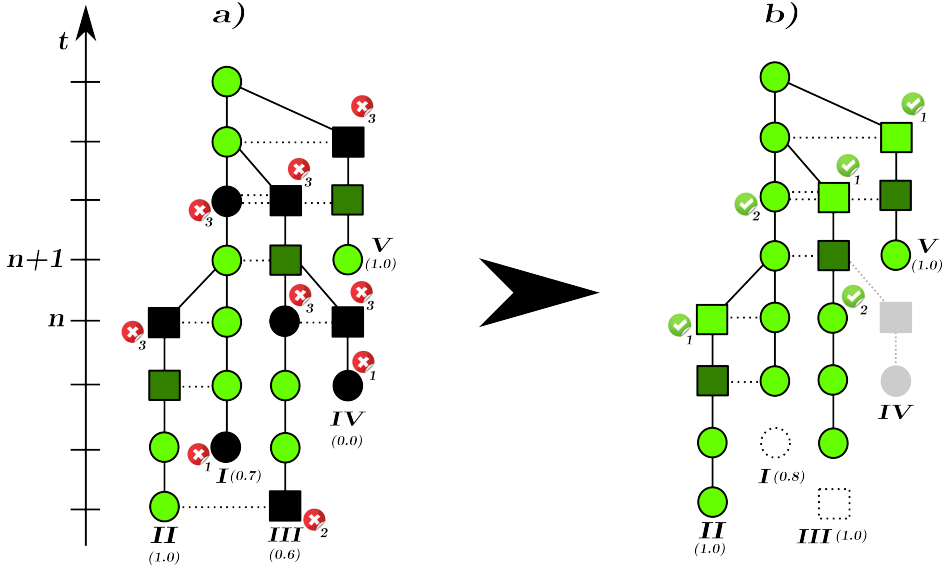 a)
b)
t
3
1
3
1
3
2
V
(1.0)
V
(1.0)
n+1
3
3
2
n
3
1
1
IV
(0.0)
IV
1
I (0.7)
I (0.8)
2
II
(1.0)
III
(0.6)
II
(1.0)
III (1.0)